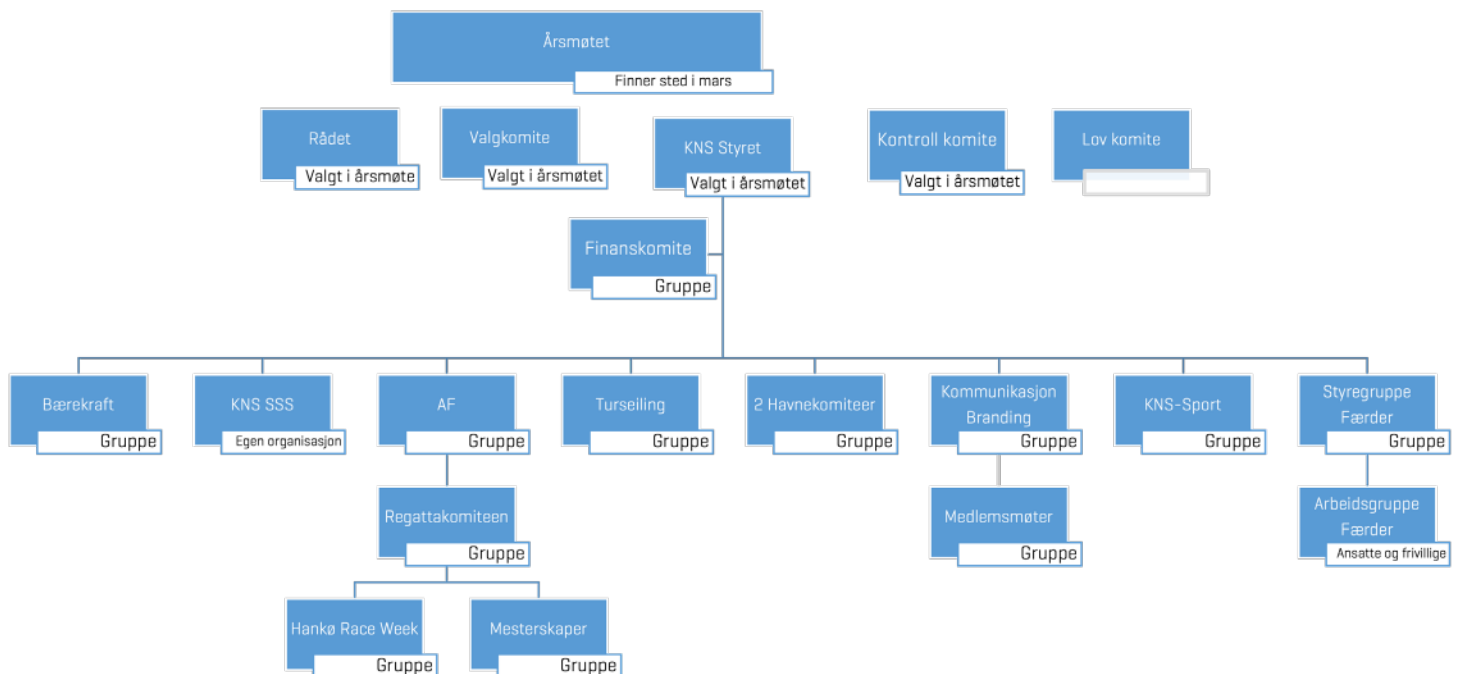 Årsmøtet
Finner sted i mars
Rådet
Valgt i årsmøte
Valgkomite
Valgt i årsmøtet
KNS Styret
Valgt i årsmøtet
Kontroll komite
Valgt i årsmøtet
Lov komite
Finanskomite
Gruppe
Bærekraft
Gruppe
KNS SSS
Egen organisasjon
AF
Gruppe
Turseiling
Gruppe
2 Havnekomiteer
Gruppe
Kommunikasjon
Branding
Gruppe
KNS-Sport
Gruppe
Styregruppe
Færder
Gruppe
Regattakomiteen
Gruppe
Medlemsmøter
Gruppe
Arbeidsgruppe
Færder
Ansatte og frivillige
Hankø Race Week
Gruppe
Mesterskaper
Gruppe